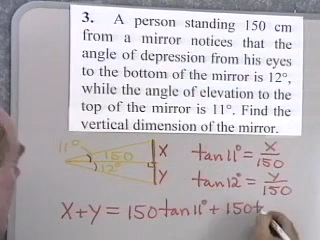 3. A person standing 150 cm
from a mirror notices that the
angle of depression from his eyes
to the bottom of the mirror is 12°,
while the angle of elevation to the
top of the mirror is 11°. Find the
vertical dimension of the mirror.
11° 150 X tan 11° = X/150
12° Y tan 12° = Y/150
X+Y = 150 tan 11° + 150 t